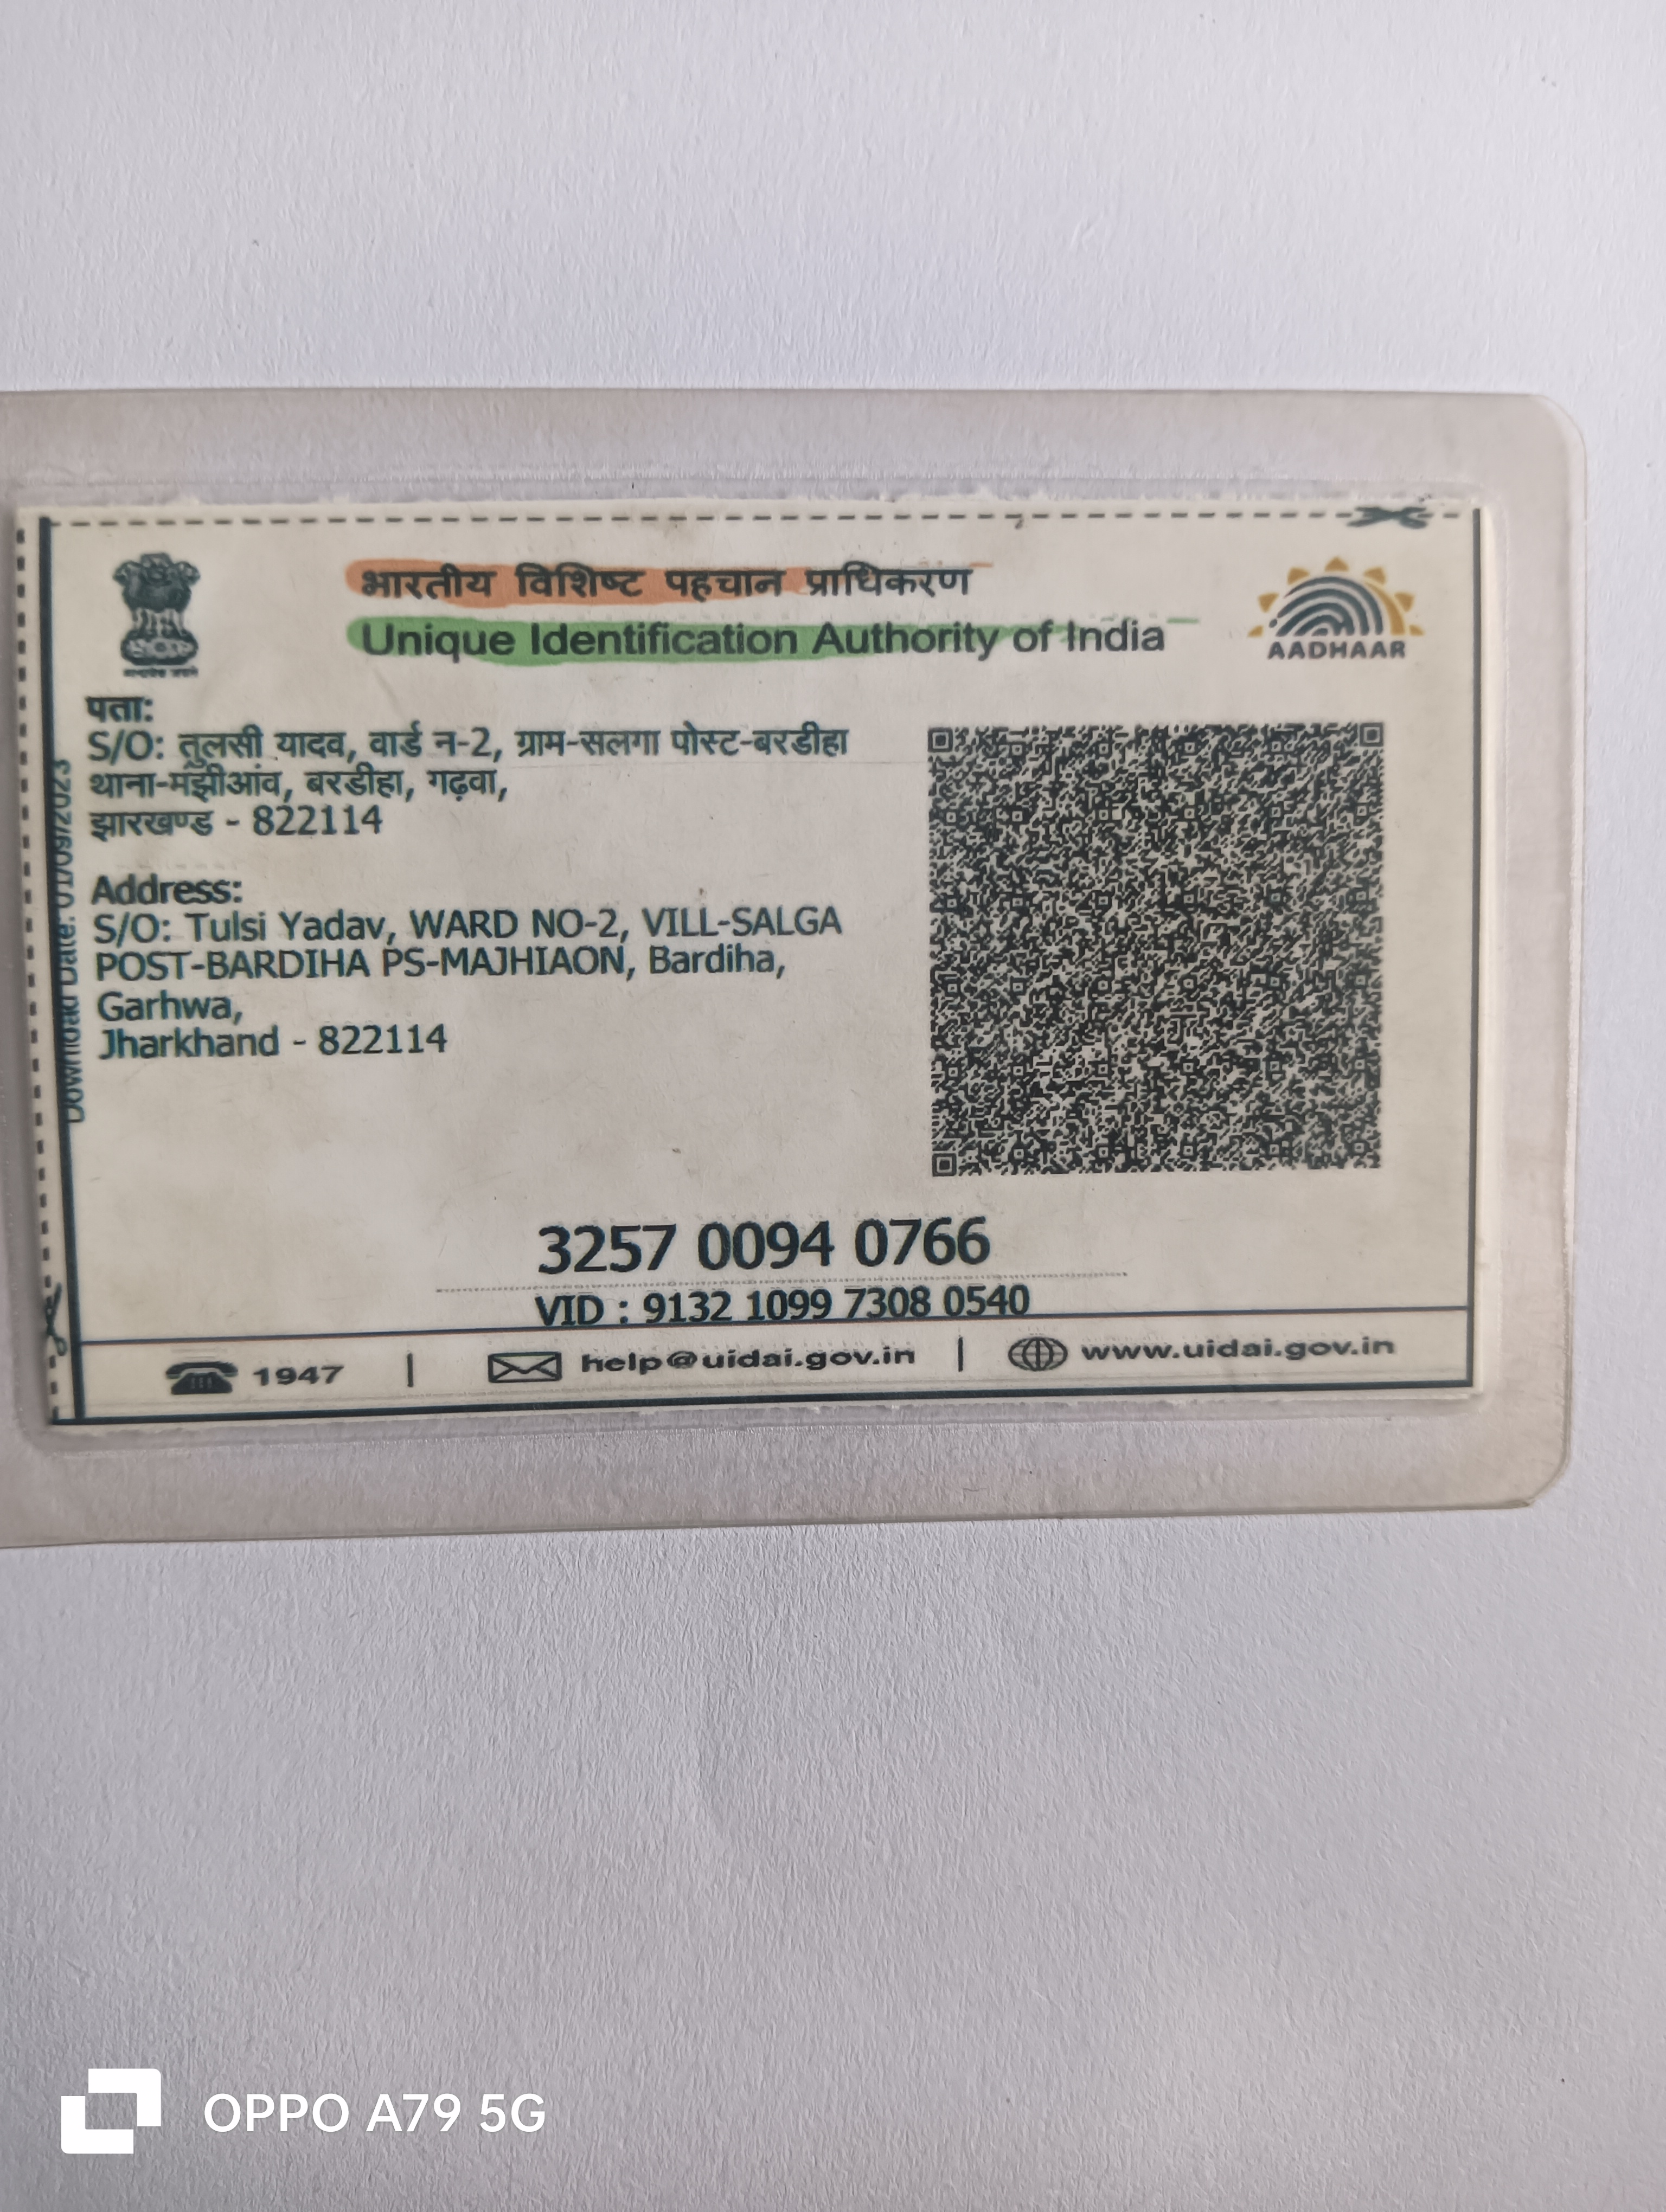 भारतीय विशिष्ट पहचान प्राधिकरण
Unique Identification Authority of India
AADHAAR
पता:
S/O: तुलसी यादव, वार्ड न-2, ग्राम-सलगा पोस्ट-बरडीहा
थाना-मंझीआंव, बरडीहा, गढ़वा,
झारखण्ड - 822114
Address:
S/O: Tulsi Yadav, WARD NO-2, VILL-SALGA
POST-BARDIHA PS-MAJHIAON, Bardiha,
Garhwa,
Jharkhand - 822114
Download Date: 01/09/2023
3257 0094 0766
VID : 9132 1099 7308 0540
1947 | help@uidai.gov.in | www.uidai.gov.in
OPPO A79 5G